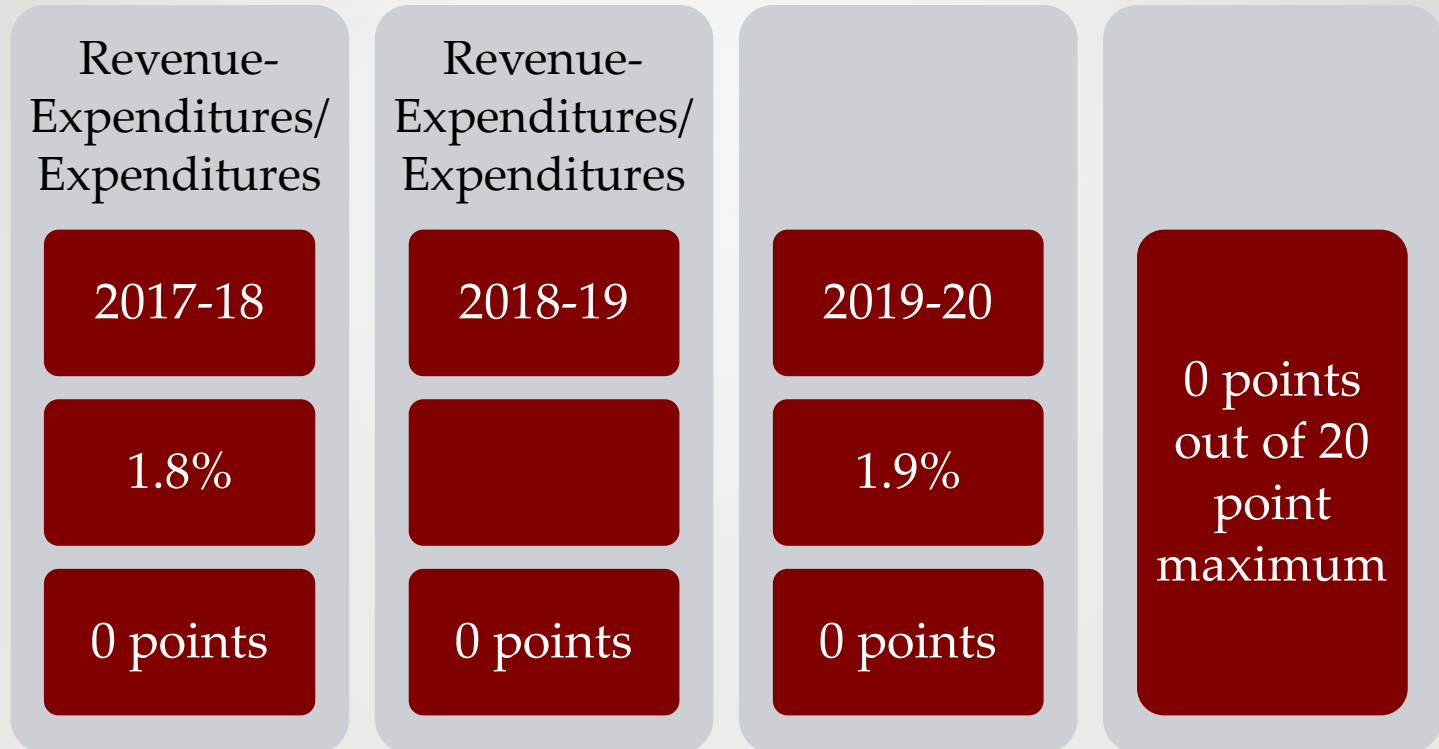 Revenue-
Expenditures/
Expenditures
2017-18
1.8%
0 points
Revenue-
Expenditures/
Expenditures
2018-19
0 points
2019-20
1.9%
0 points
0 points
out of 20
point
maximum